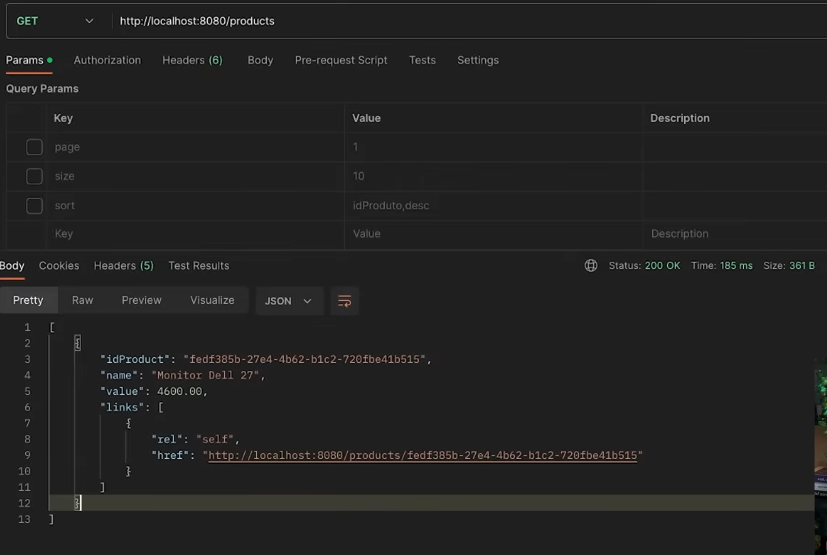 GET http://localhost:8080/products
Params Authorization Headers (6) Body Pre-request Script Tests Settings
Query Params
Key Value Description
page 1
size 10
sort idProduto,desc
Key Value Description
Body Cookies Headers (5) Test Results Status: 200 OK Time: 185 ms Size: 361 B
Pretty Raw Preview Visualize JSON
1 [
2 {
3 "idProduct": "fedf385b-27e4-4b62-b1c2-720fbe41b515",
4 "name": "Monitor Dell 27",
5 "value": 4600.00,
6 "links": [
7 {
8 "rel": "self",
9 "href": "http://localhost:8080/products/fedf385b-27e4-4b62-b1c2-720fbe41b515"
10 }
11 ]
12 }
13 ]